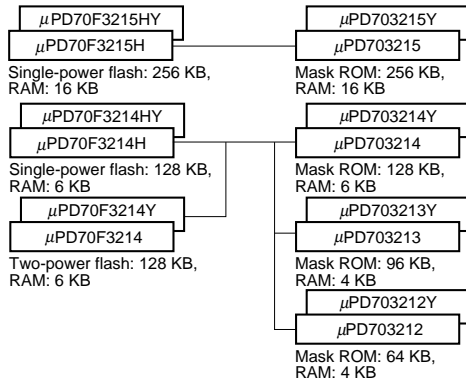 μPD70F3215HY
μPD70F3215H
Single-power flash: 256 KB,
RAM: 16 KB
μPD703215Y
μPD703215
Mask ROM: 256 KB,
RAM: 16 KB
μPD70F3214HY
μPD70F3214H
Single-power flash: 128 KB,
RAM: 6 KB
μPD703214Y
μPD703214
Mask ROM: 128 KB,
RAM: 6 KB
μPD70F3214Y
μPD70F3214
Two-power flash: 128 KB,
RAM: 6 KB
μPD703213Y
μPD703213
Mask ROM: 96 KB,
RAM: 4 KB
μPD703212Y
μPD703212
Mask ROM: 64 KB,
RAM: 4 KB